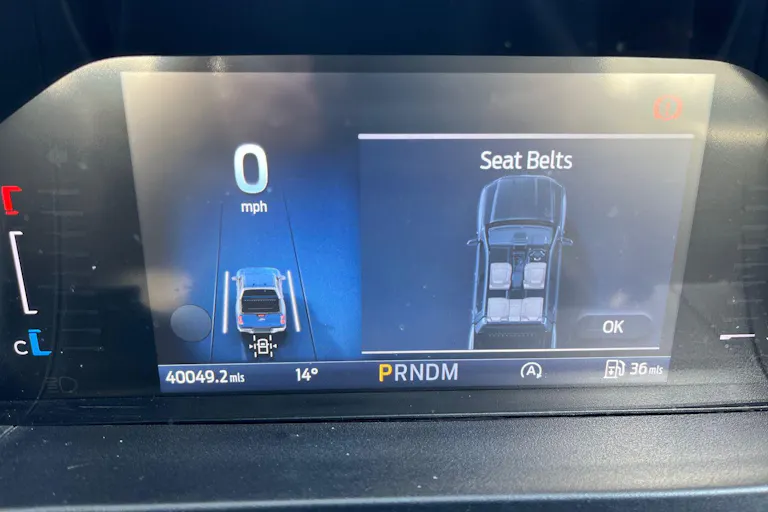 Seat Belts
0
mph
OK
C
40049.2 mls
14°
PRNDM
A
36 mls